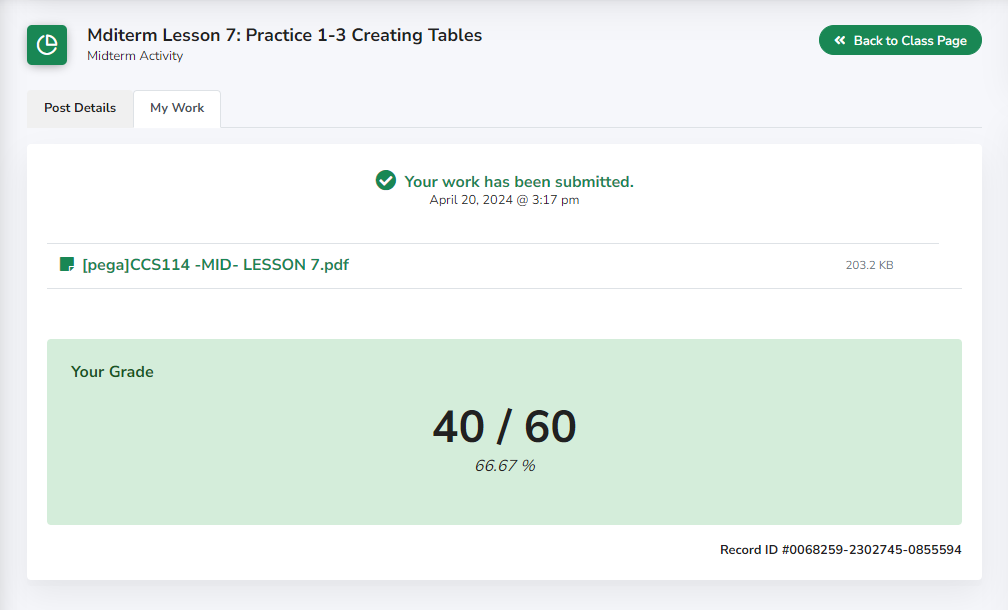 Mditerm Lesson 7: Practice 1-3 Creating Tables
Midterm Activity
Back to Class Page
Post Details
My Work
Your work has been submitted.
April 20, 2024 @ 3:17 pm
[pega]CCS114 -MID- LESSON 7.pdf
203.2 KB
Your Grade
40 / 60
66.67 %
Record ID #0068259-2302745-0855594